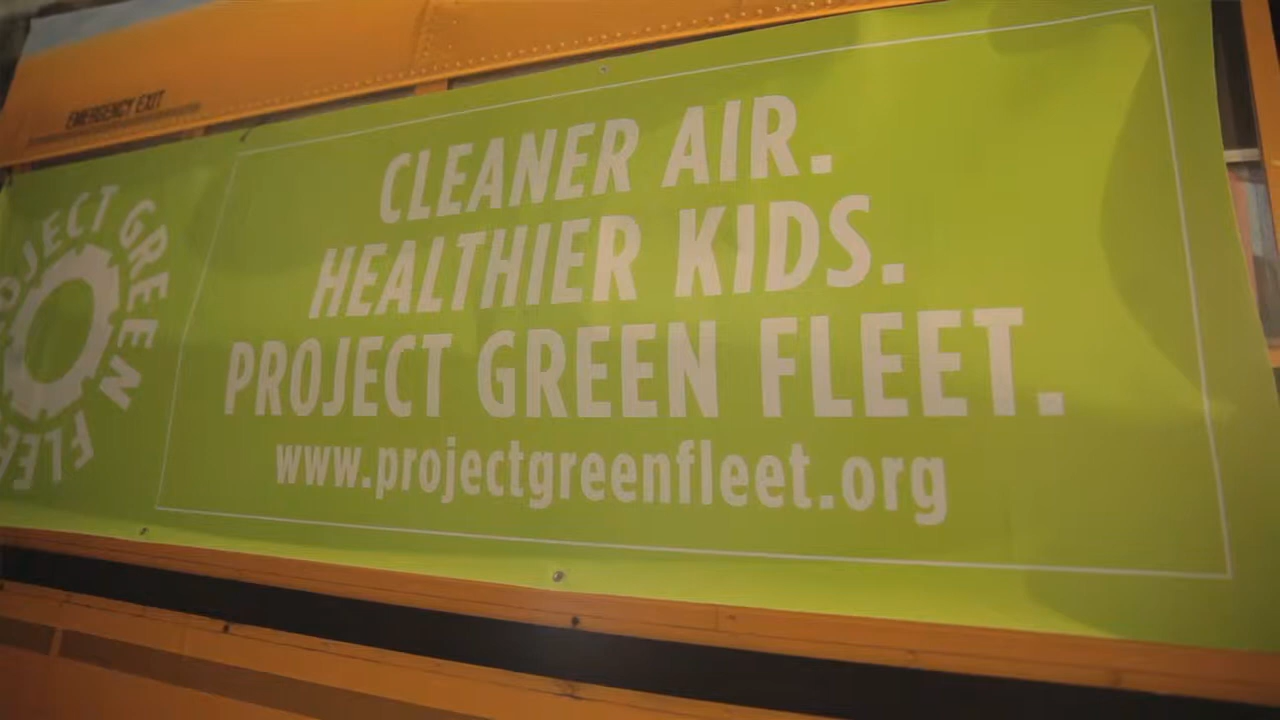 EMERGENCY EXIT
PROJECT GREEN FLEET
CLEANER AIR.
HEALTHIER KIDS.
PROJECT GREEN FLEET.
www.projectgreenfleet.org